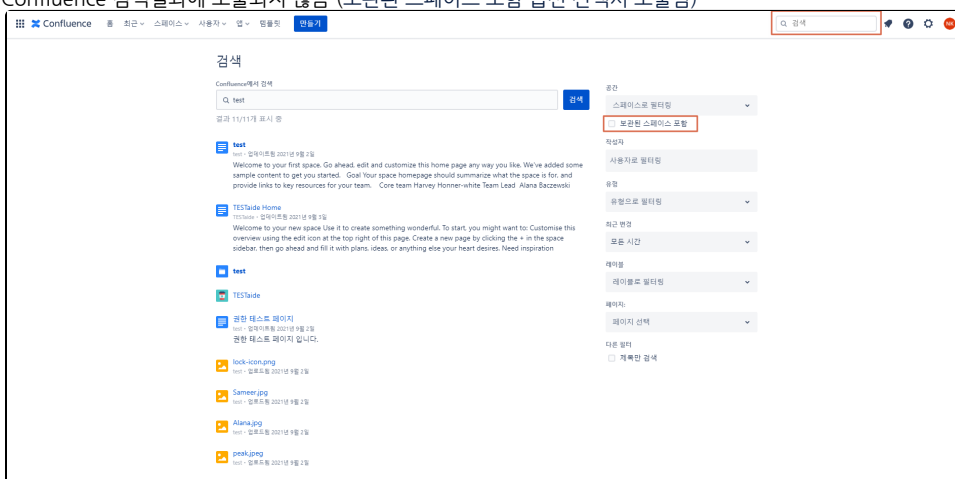 Confluence 검색결과에 노출되지 않음 (보관된 스페이스 포함 옵션 선택시 노출됨)
Confluence 홈 최근 스페이스 사용자 앱 템플릿 만들기 검색 NK
검색
Confluence에서 검색
test 검색
결과 11/11개 표시 중
test
test • 업데이트됨 2021년 9월 2일
Welcome to your first space. Go ahead, edit and customize this home page any way you like. We've added some
sample content to get you started. Goal Your space homepage should summarize what the space is for, and
provide links to key resources for your team. Core team Harvey Honner-white Team Lead Alana Baczewski
TESTaide Home
TESTaide • 업데이트됨 2021년 9월 3일
Welcome to your new space Use it to create something wonderful. To start, you might want to: Customise this
overview using the edit icon at the top right of this page. Create a new page by clicking the + in the space
sidebar, then go ahead and fill it with plans, ideas, or anything else your heart desires. Need inspiration
test
TESTaide
권한 테스트 페이지
test • 업데이트됨 2021년 9월 2일
권한 테스트 페이지 입니다.
lock-icon.png
test • 업로드됨 2021년 9월 2일
Sameer.jpg
test • 업로드됨 2021년 9월 2일
Alana.jpg
test • 업로드됨 2021년 9월 2일
peak.jpeg
test • 업로드됨 2021년 9월 2일
공간
스페이스로 필터링
보관된 스페이스 포함
작성자
사용자로 필터링
유형
유형으로 필터링
최근 변경
모든 시간
레이블
레이블로 필터링
페이지:
페이지 선택
다른 필터
제목만 검색